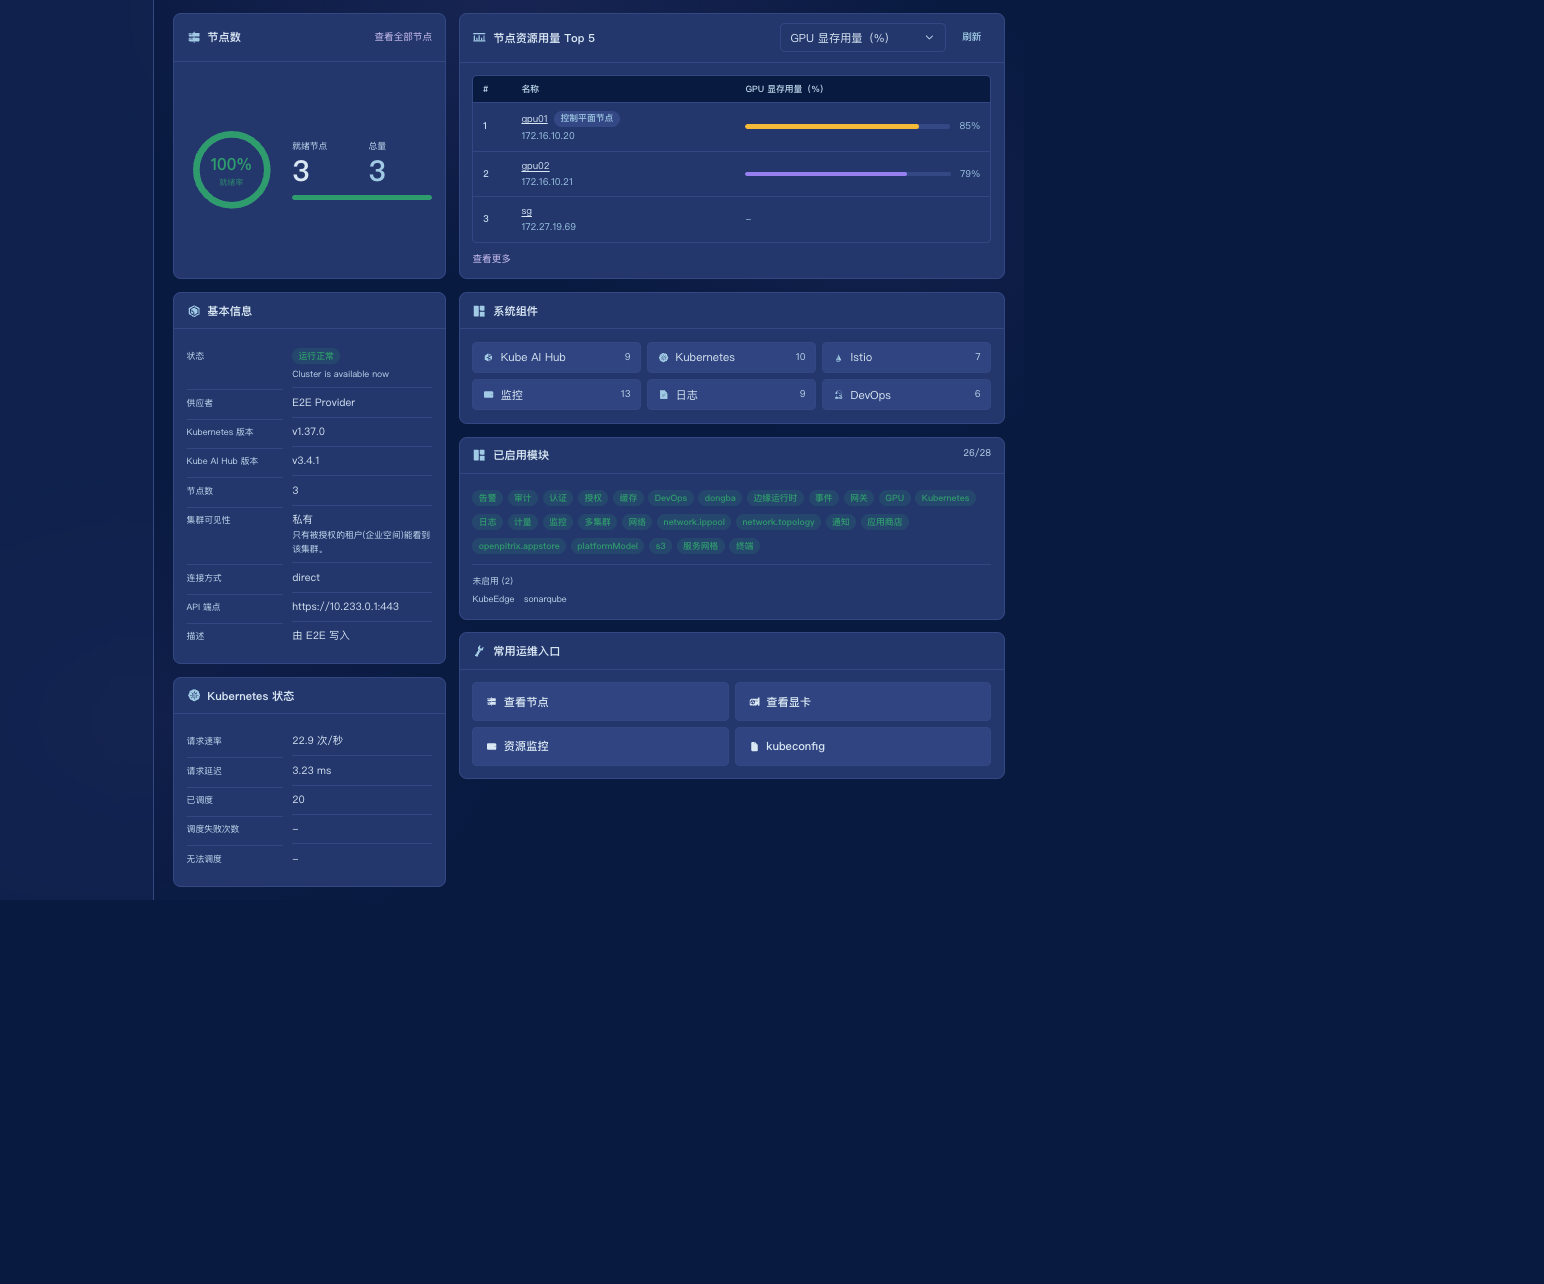 节点数
查看全部节点
100%
就绪率
就绪节点
总量
3
3
节点资源用量 Top 5
GPU 显存用量（%）
刷新
# 名称 GPU 显存用量（%）
1 gpu01 控制平面节点 85%
172.16.10.20
2 gpu02 79%
172.16.10.21
3 sg –
172.27.19.69
查看更多
基本信息
状态 运行正常
Cluster is available now
供应者 E2E Provider
Kubernetes 版本 v1.37.0
Kube AI Hub 版本 v3.4.1
节点数 3
集群可见性 私有
只有被授权的租户(企业空间)能看到
该集群。
连接方式 direct
API 端点 https://10.233.0.1:443
描述 由 E2E 写入
Kubernetes 状态
请求速率 22.9 次/秒
请求延迟 3.23 ms
已调度 20
调度失败次数 –
无法调度 –
系统组件
Kube AI Hub 9 Kubernetes 10 Istio 7
监控 13 日志 9 DevOps 6
已启用模块 26/28
告警 审计 认证 授权 缓存 DevOps dongba 边缘运行时 事件 网关 GPU Kubernetes
日志 计量 监控 多集群 网络 network.ippool network.topology 通知 应用商店
openpitrix.appstore platformModel s3 服务网格 终端
未启用 (2)
KubeEdge sonarqube
常用运维入口
查看节点 查看显卡
资源监控 kubeconfig